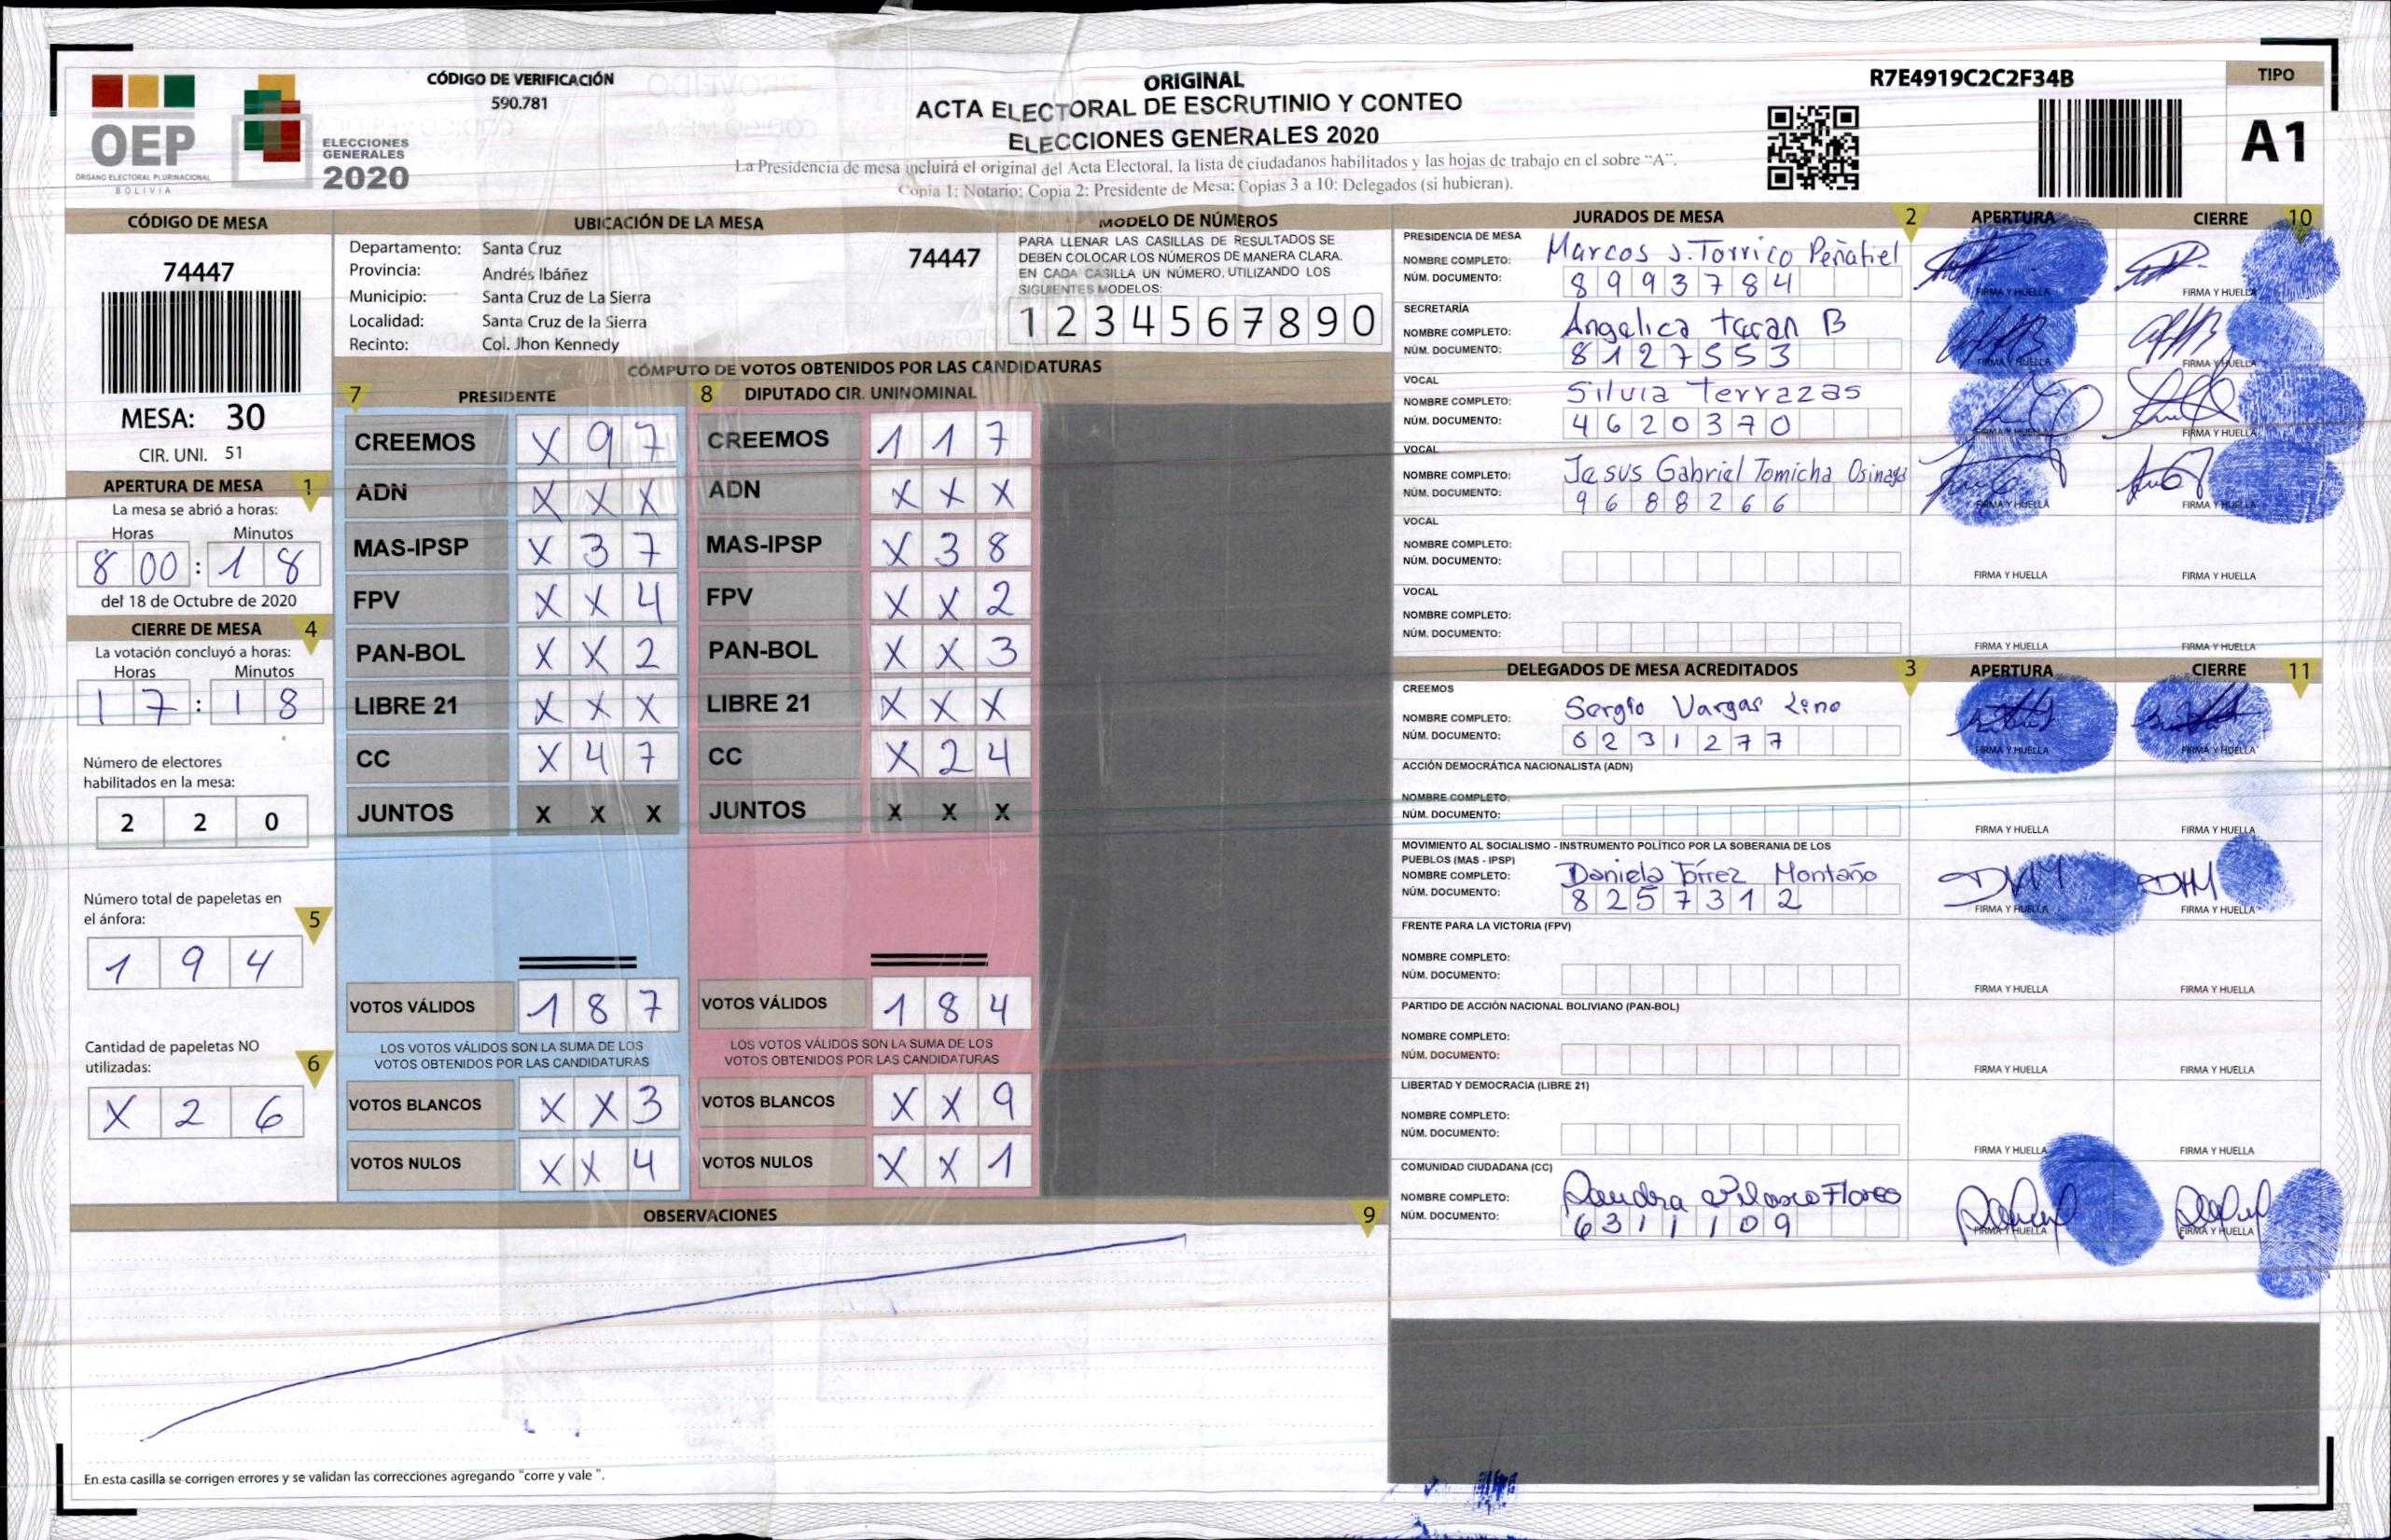 CÓDIGO DE VERIFICACIÓN
590.781
ORIGINAL
ACTA ELECTORAL DE ESCRUTINIO Y CONTEO
ELECCIONES GENERALES 2020
La Presidencia de mesa incluirá el original del Acta Electoral, la lista de ciudadanos habilitados y las hojas de trabajo en el sobre "A".
Copia 1: Notario; Copia 2: Presidente de Mesa; Copias 3 a 10: Delegados (si hubieran).
R7E4919C2C2F34B
TIPO
A1
OEP
ÓRGANO ELECTORAL PLURINACIONAL
BOLIVIA
ELECCIONES
GENERALES
2020
CÓDIGO DE MESA
74447
MESA: 30
CIR. UNI. 51
APERTURA DE MESA 1
La mesa se abrió a horas:
Horas Minutos
8 00 : 1 8
del 18 de Octubre de 2020
CIERRE DE MESA 4
La votación concluyó a horas:
Horas Minutos
1 7 : 1 8
Número de electores
habilitados en la mesa:
2 2 0
Número total de papeletas en
el ánfora: 5
1 9 4
Cantidad de papeletas NO
utilizadas: 6
X 2 6
UBICACIÓN DE LA MESA
Departamento: Santa Cruz
74447
Provincia: Andrés Ibáñez
Municipio: Santa Cruz de La Sierra
Localidad: Santa Cruz de la Sierra
Recinto: Col. Jhon Kennedy
MODELO DE NÚMEROS
PARA LLENAR LAS CASILLAS DE RESULTADOS SE
DEBEN COLOCAR LOS NÚMEROS DE MANERA CLARA.
EN CADA CASILLA UN NÚMERO, UTILIZANDO LOS
SIGUIENTES MODELOS:
1 2 3 4 5 6 7 8 9 0
CÓMPUTO DE VOTOS OBTENIDOS POR LAS CANDIDATURAS
7 PRESIDENTE
CREEMOS X 9 7
ADN X X X
MAS-IPSP X 3 7
FPV X X 4
PAN-BOL X X 2
LIBRE 21 X X X
CC X 4 7
JUNTOS X X X
VOTOS VÁLIDOS 1 8 7
LOS VOTOS VÁLIDOS SON LA SUMA DE LOS
VOTOS OBTENIDOS POR LAS CANDIDATURAS
VOTOS BLANCOS X X 3
VOTOS NULOS X X 4
8 DIPUTADO CIR. UNINOMINAL
CREEMOS 1 1 7
ADN X X X
MAS-IPSP X 3 8
FPV X X 2
PAN-BOL X X 3
LIBRE 21 X X X
CC X 2 4
JUNTOS X X X
VOTOS VÁLIDOS 1 8 4
LOS VOTOS VÁLIDOS SON LA SUMA DE LOS
VOTOS OBTENIDOS POR LAS CANDIDATURAS
VOTOS BLANCOS X X 9
VOTOS NULOS X X 1
OBSERVACIONES 9
En esta casilla se corrigen errores y se validan las correcciones agregando "corre y vale ".
JURADOS DE MESA 2 APERTURA CIERRE 10
PRESIDENCIA DE MESA
NOMBRE COMPLETO: Marcos J. Torrico Peñafiel
NÚM. DOCUMENTO: 8 9 9 3 7 8 4
FIRMA Y HUELLA FIRMA Y HUELLA
SECRETARÍA
NOMBRE COMPLETO: Angelica tacan B
NÚM. DOCUMENTO: 8 1 2 7 5 5 3
FIRMA Y HUELLA FIRMA Y HUELLA
VOCAL
NOMBRE COMPLETO: Silvia Terrazas
NÚM. DOCUMENTO: 4 6 2 0 3 7 0
FIRMA Y HUELLA FIRMA Y HUELLA
VOCAL
NOMBRE COMPLETO: Jesus Gabriel Tomicha Osinaga
NÚM. DOCUMENTO: 9 6 8 8 2 6 6
FIRMA Y HUELLA FIRMA Y HUELLA
VOCAL
NOMBRE COMPLETO:
NÚM. DOCUMENTO:
FIRMA Y HUELLA FIRMA Y HUELLA
VOCAL
NOMBRE COMPLETO:
NÚM. DOCUMENTO:
FIRMA Y HUELLA FIRMA Y HUELLA
DELEGADOS DE MESA ACREDITADOS 3 APERTURA CIERRE 11
CREEMOS
NOMBRE COMPLETO: Sergio Vargas
NÚM. DOCUMENTO: 6 2 3 1 2 7 7
FIRMA Y HUELLA FIRMA Y HUELLA
ACCIÓN DEMOCRÁTICA NACIONALISTA (ADN)
NOMBRE COMPLETO:
NÚM. DOCUMENTO:
FIRMA Y HUELLA FIRMA Y HUELLA
MOVIMIENTO AL SOCIALISMO - INSTRUMENTO POLÍTICO POR LA SOBERANIA DE LOS
PUEBLOS (MAS - IPSP)
NOMBRE COMPLETO: Daniela Tórrez Montaño
NÚM. DOCUMENTO: 8 2 5 7 3 1 2
FIRMA Y HUELLA FIRMA Y HUELLA
FRENTE PARA LA VICTORIA (FPV)
NOMBRE COMPLETO:
NÚM. DOCUMENTO:
FIRMA Y HUELLA FIRMA Y HUELLA
PARTIDO DE ACCIÓN NACIONAL BOLIVIANO (PAN-BOL)
NOMBRE COMPLETO:
NÚM. DOCUMENTO:
FIRMA Y HUELLA FIRMA Y HUELLA
LIBERTAD Y DEMOCRACIA (LIBRE 21)
NOMBRE COMPLETO:
NÚM. DOCUMENTO:
FIRMA Y HUELLA FIRMA Y HUELLA
COMUNIDAD CIUDADANA (CC)
NOMBRE COMPLETO: Flores
NÚM. DOCUMENTO: 6 3 1 1 1 0 9
FIRMA Y HUELLA FIRMA Y HUELLA